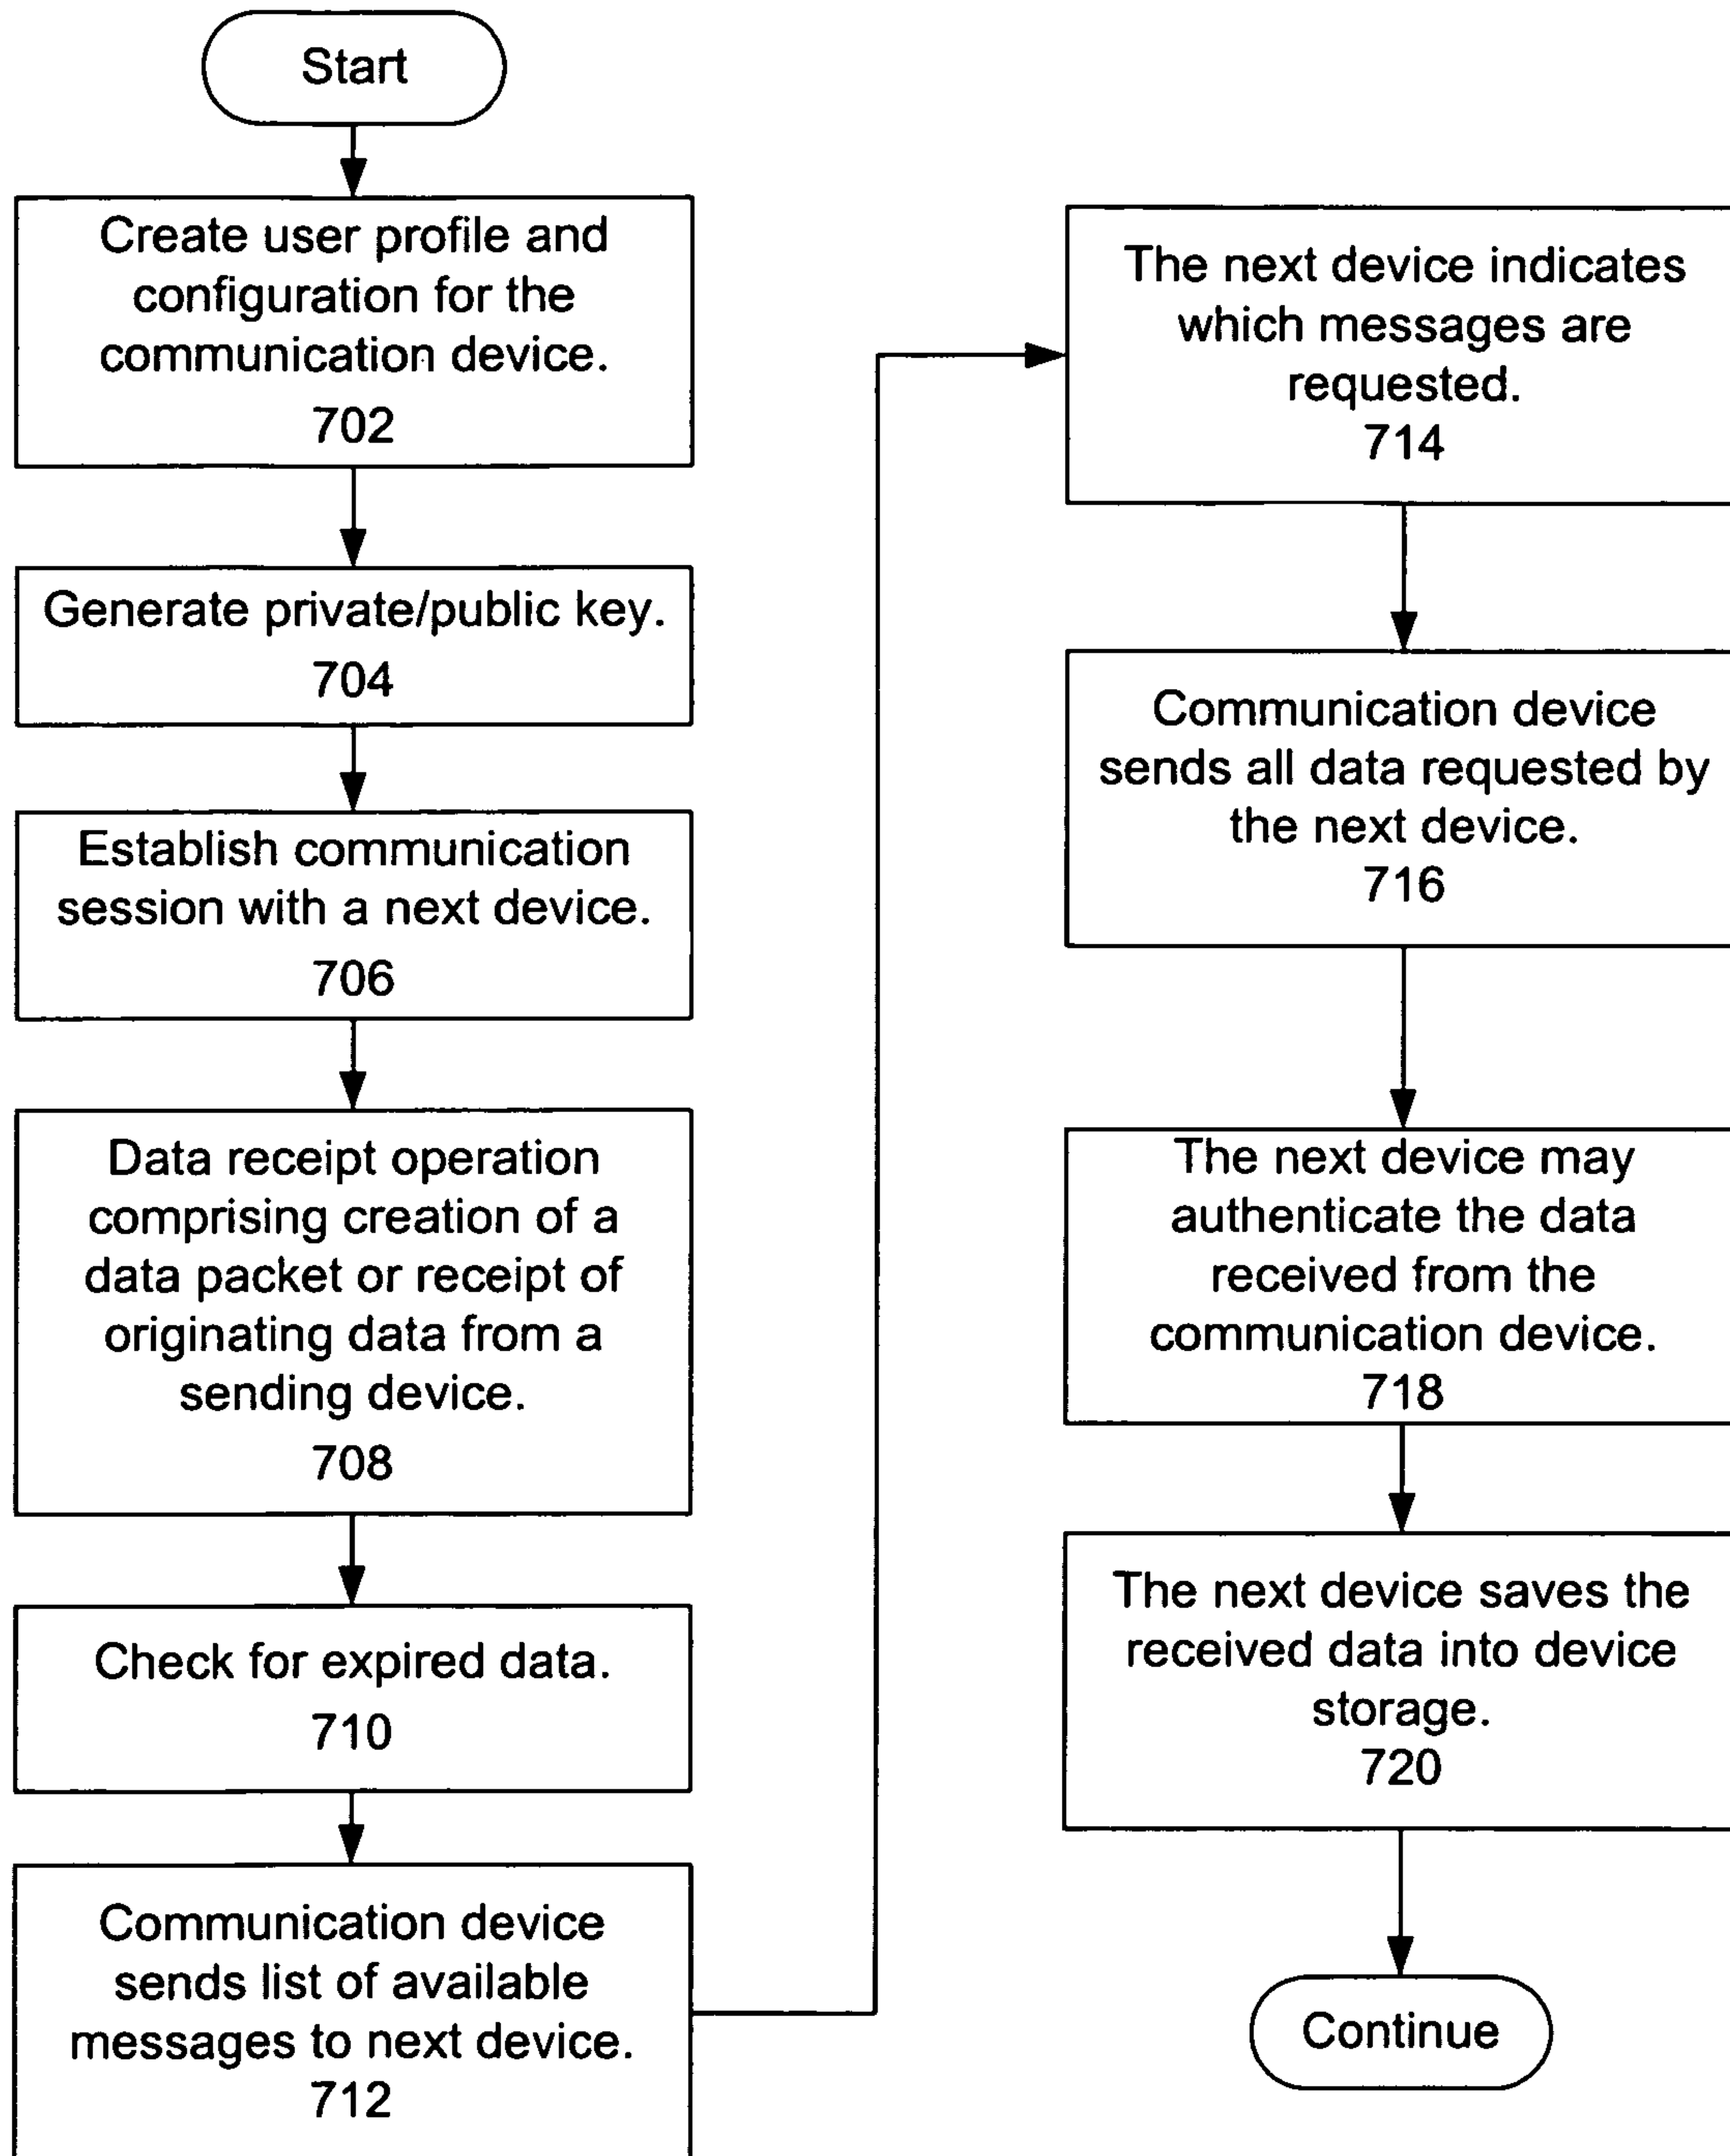 Start
Create user profile and
configuration for the
communication device.
702
Generate private/public key.
704
Establish communication
session with a next device.
706
Data receipt operation
comprising creation of a
data packet or receipt of
originating data from a
sending device.
708
Check for expired data.
710
Communication device
sends list of available
messages to next device.
712
The next device indicates
which messages are
requested.
714
Communication device
sends all data requested by
the next device.
716
The next device may
authenticate the data
received from the
communication device.
718
The next device saves the
received data into device
storage.
720
Continue